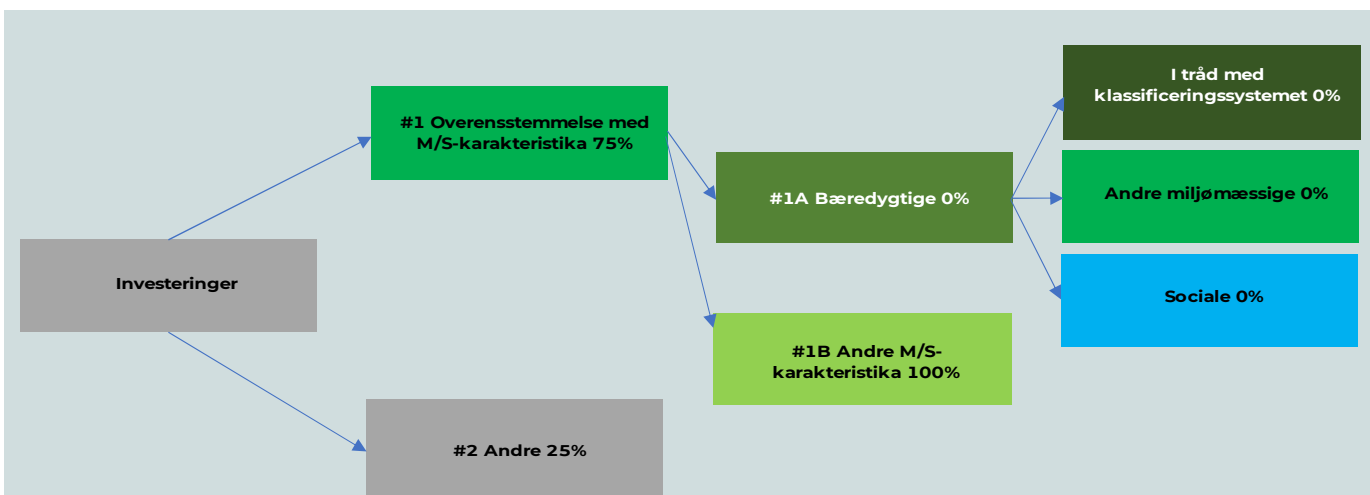 Investeringer
#1 Overensstemmelse med
M/S-karakteristika 75%
#2 Andre 25%
#1A Bæredygtige 0%
#1B Andre M/S-
karakteristika 100%
I tråd med
klassificeringssystemet 0%
Andre miljømæssige 0%
Sociale 0%